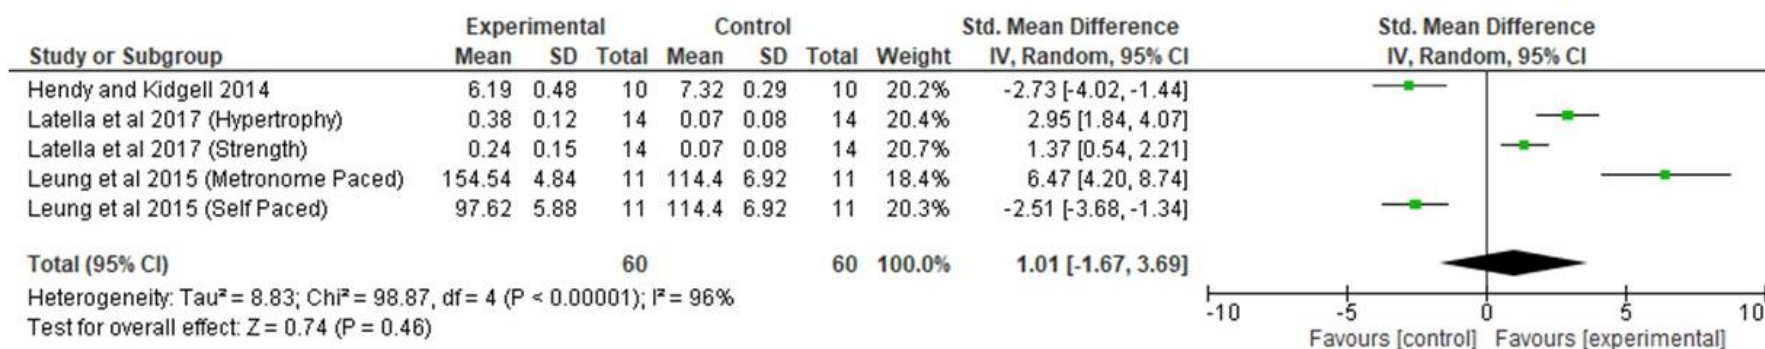 Experimental Control Std. Mean Difference Std. Mean Difference
Study or Subgroup Mean SD Total Mean SD Total Weight IV, Random, 95% CI IV, Random, 95% CI
Hendy and Kidgell 2014 6.19 0.48 10 7.32 0.29 10 20.2% -2.73 [-4.02, -1.44]
Latella et al 2017 (Hypertrophy) 0.38 0.12 14 0.07 0.08 14 20.4% 2.95 [1.84, 4.07]
Latella et al 2017 (Strength) 0.24 0.15 14 0.07 0.08 14 20.7% 1.37 [0.54, 2.21]
Leung et al 2015 (Metronome Paced) 154.54 4.84 11 114.4 6.92 11 18.4% 6.47 [4.20, 8.74]
Leung et al 2015 (Self Paced) 97.62 5.88 11 114.4 6.92 11 20.3% -2.51 [-3.68, -1.34]
Total (95% CI) 60 60 100.0% 1.01 [-1.67, 3.69]
Heterogeneity: Tau² = 8.83; Chi² = 98.87, df = 4 (P < 0.00001); I² = 96%
Test for overall effect: Z = 0.74 (P = 0.46)
-10 -5 0 5 10
Favours [control] Favours [experimental]